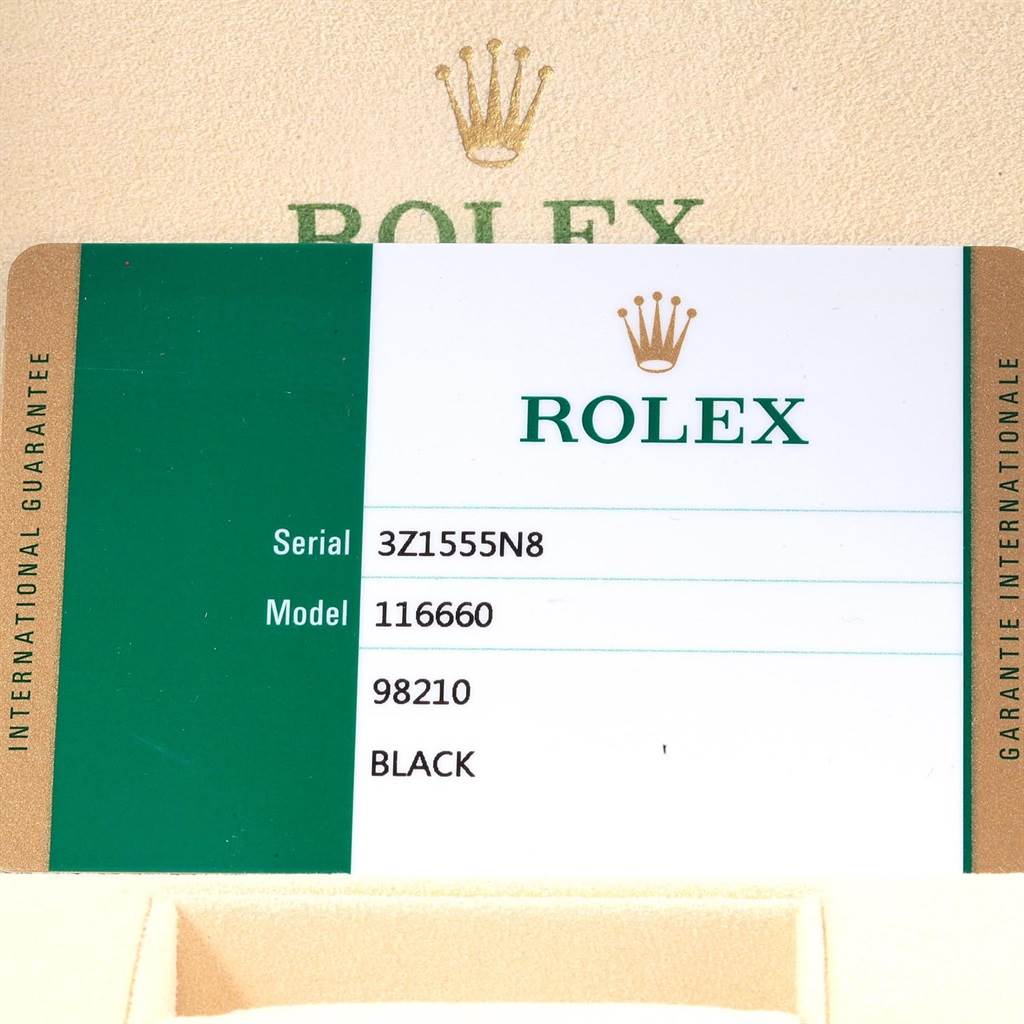 ROLEX
ROLEX
INTERNATIONAL GUARANTEE
Serial 3Z1555N8
Model 116660
98210
BLACK
GARANTIE INTERNATIONALE